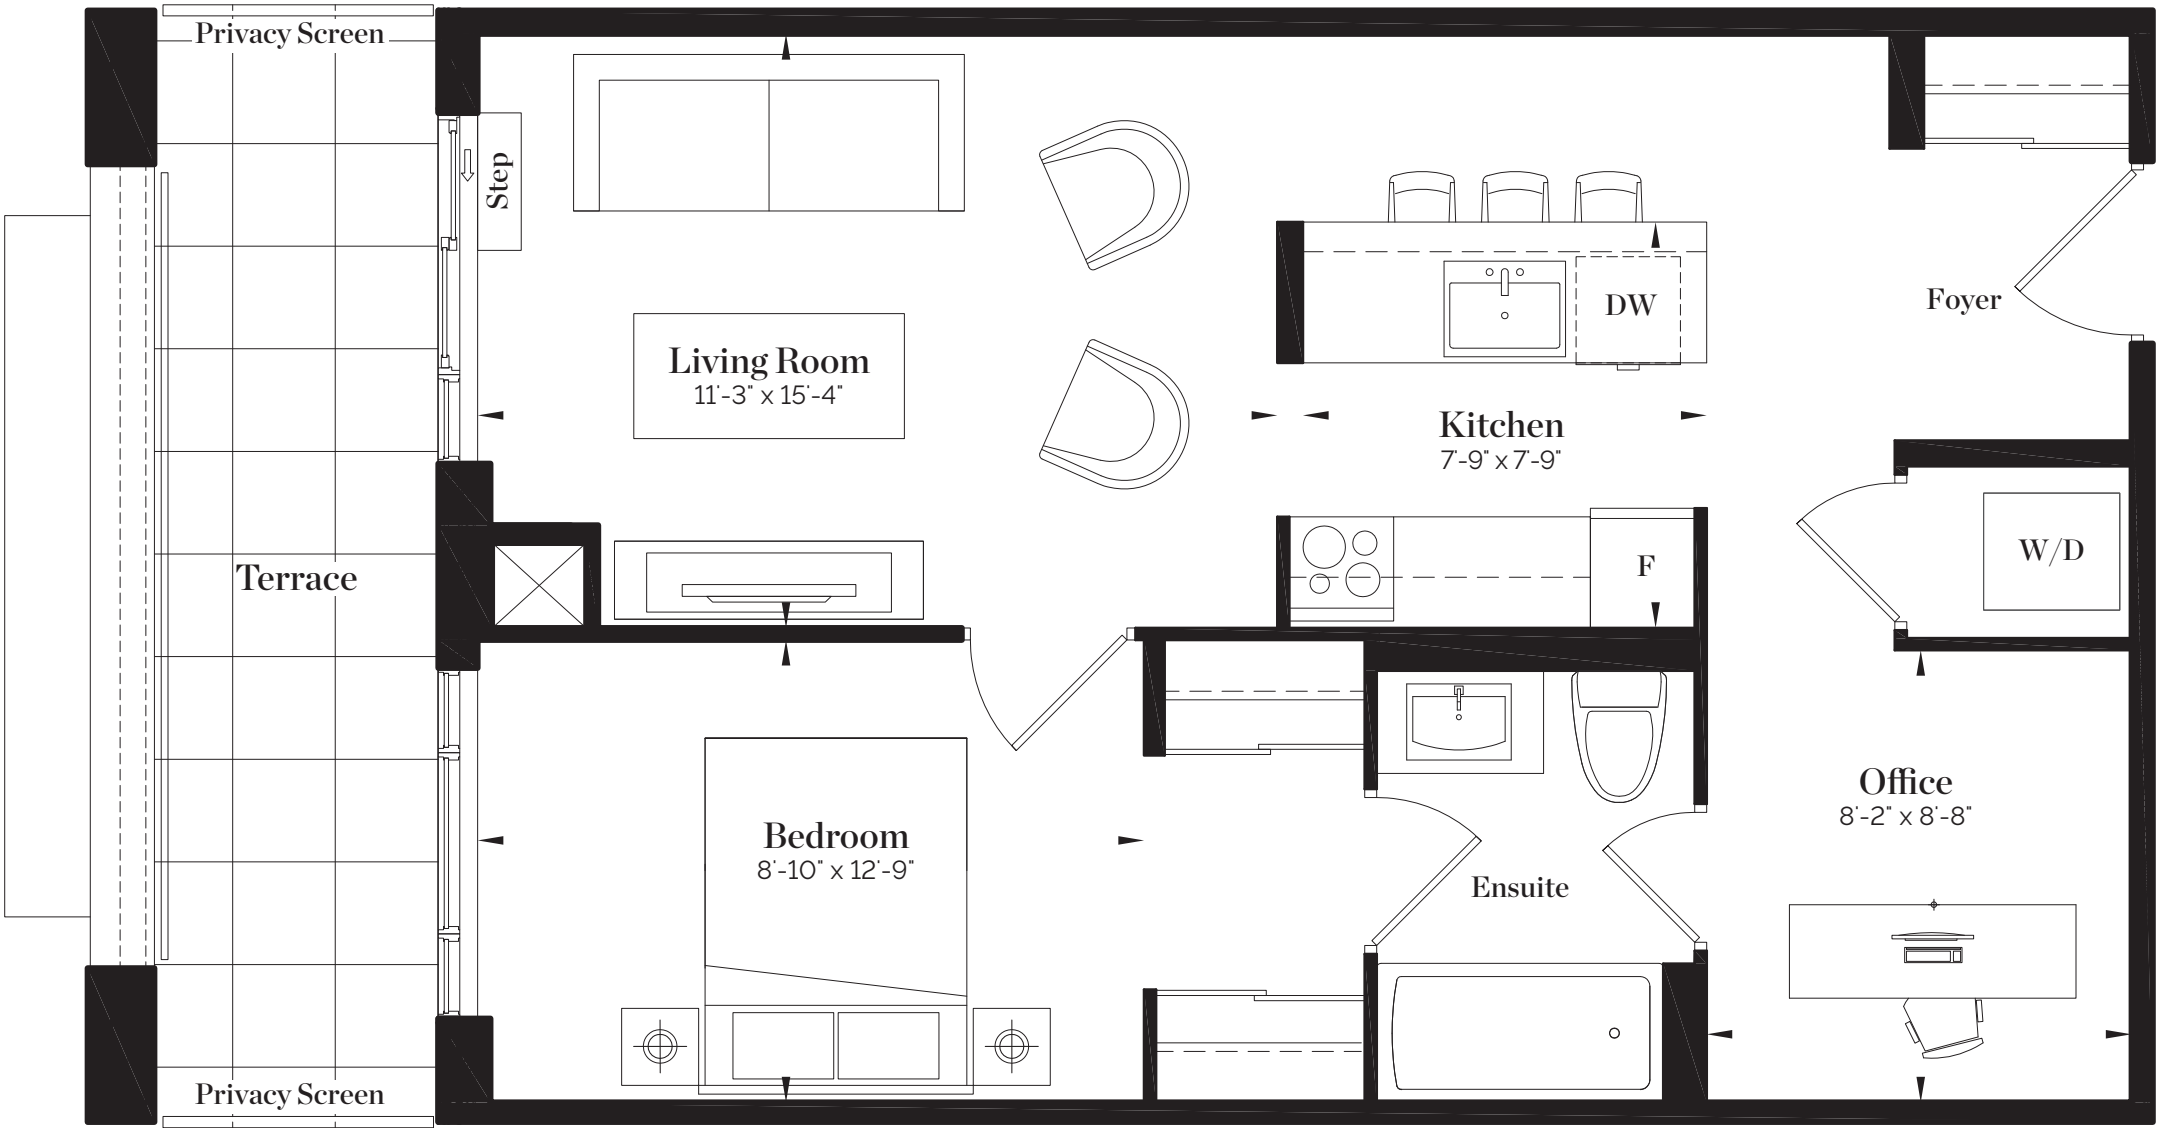 Privacy Screen
Step
DW
Foyer
Living Room
11'-3" x 15'-4"
Kitchen
7'-9" x 7'-9"
W/D
F
Terrace
Office
8'-2" x 8'-8"
Bedroom
8'-10" x 12'-9"
Ensuite
Privacy Screen